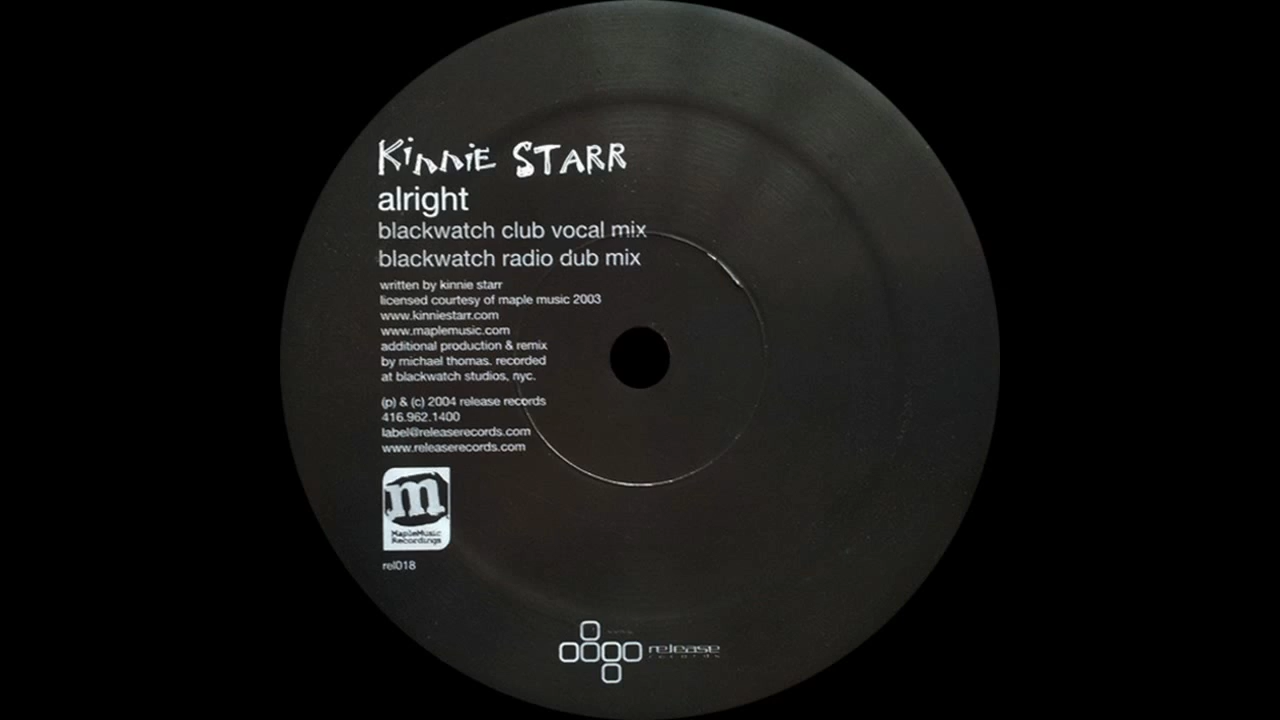 Kinnie Starr
alright
blackwatch club vocal mix
blackwatch radio dub mix
written by kinnie starr
licensed courtesy of maple music 2003
www.kinniestarr.com
www.maplemusic.com
additional production & remix
by michael thomas. recorded
at blackwatch studios, nyc.
(p) & (c) 2004 release records
416.962.1400
label@releaserecords.com
www.releaserecords.com
m
MapleMusic
Recordings
rel018
release
records